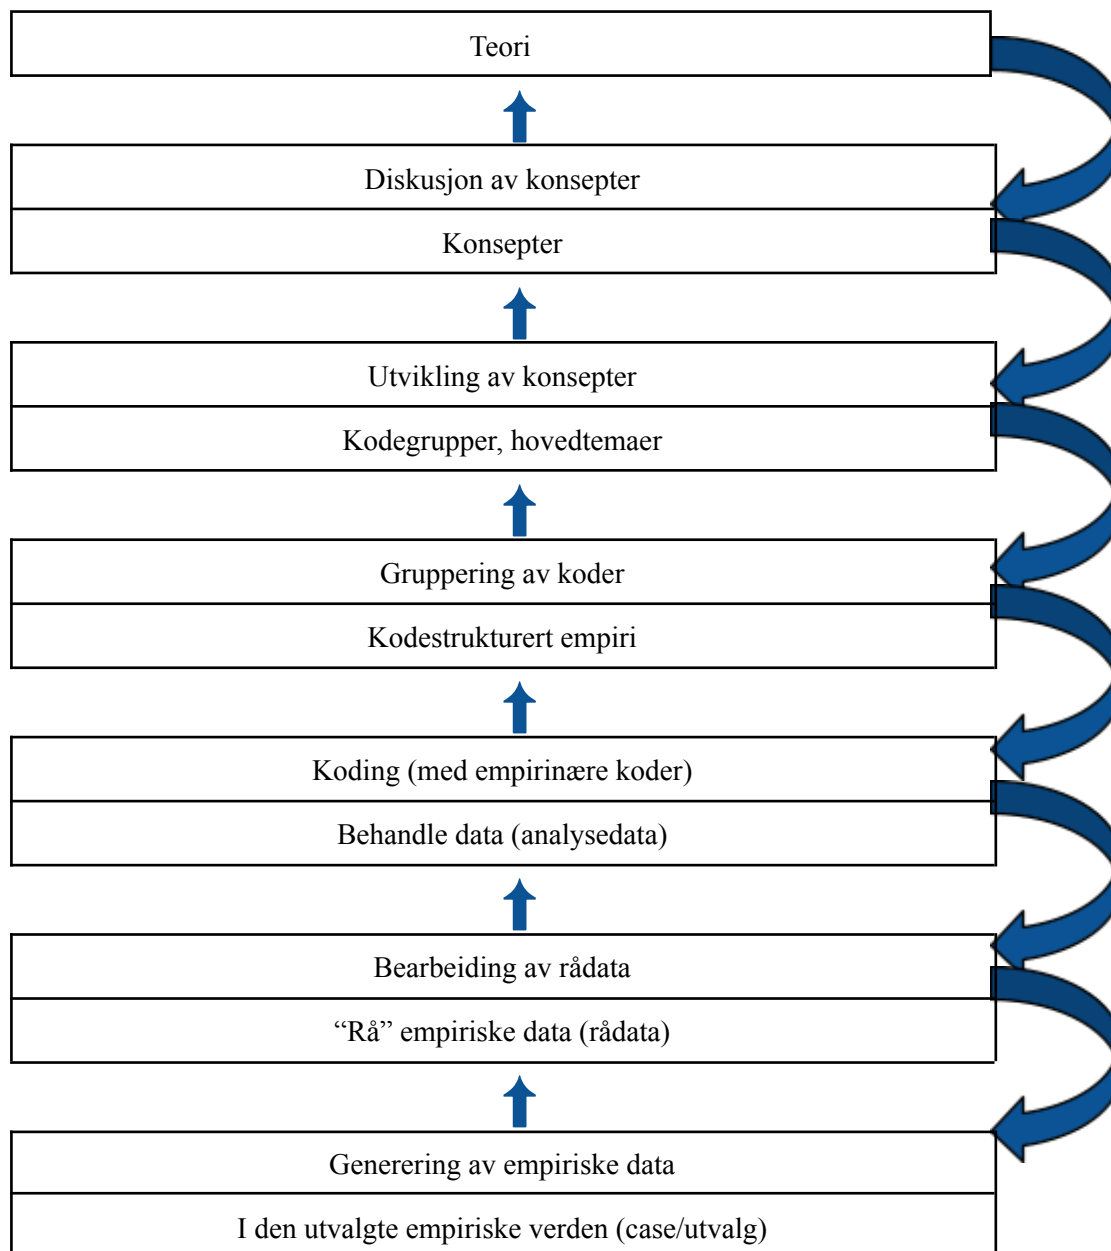 Teori
Diskusjon av konsepter
Konsepter
Utvikling av konsepter
Kodegrupper, hovedtemaer
Gruppering av koder
Kodestrukturert empiri
Koding (med empirinære koder)
Behandle data (analysedata)
Bearbeiding av rådata
“Rå” empiriske data (rådata)
Generering av empiriske data
I den utvalgte empiriske verden (case/utvalg)